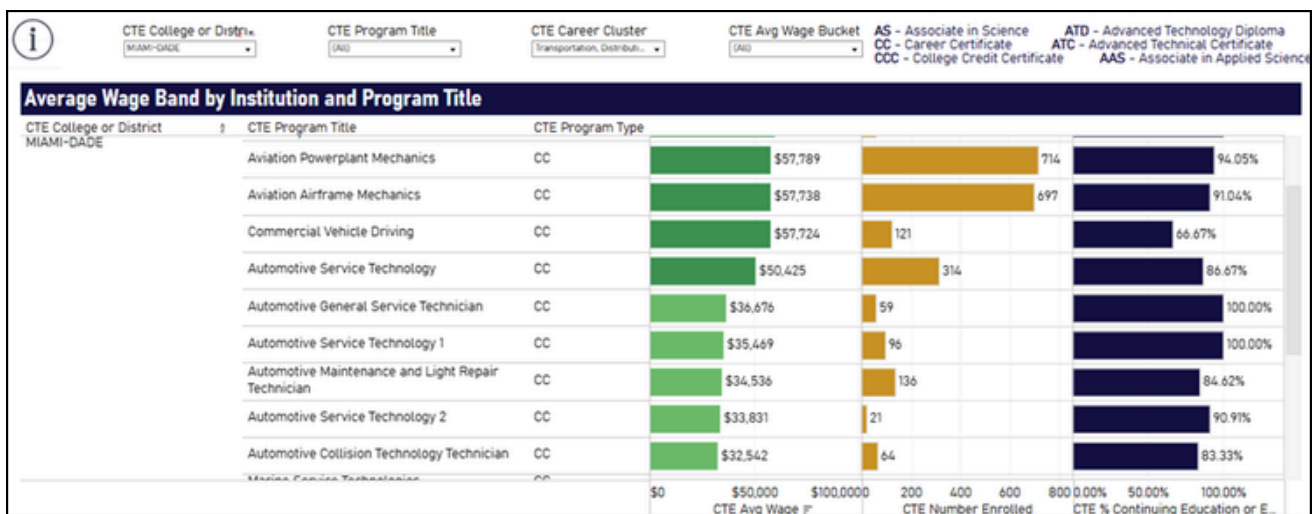 i
CTE College or Distri..
CTE Program Title
CTE Career Cluster
CTE Avg Wage Bucket
MIAMI-DADE
(All)
Transportation, Distributi...
(All)
AS - Associate in Science
ATD - Advanced Technology Diploma
CC - Career Certificate
ATC - Advanced Technical Certificate
CCC - College Credit Certificate
AAS - Associate in Applied Science
Average Wage Band by Institution and Program Title
CTE College or District
CTE Program Title
CTE Program Type
MIAMI-DADE
Aviation Powerplant Mechanics CC $57,789 714 94.05%
Aviation Airframe Mechanics CC $57,738 697 91.04%
Commercial Vehicle Driving CC $57,724 121 66.67%
Automotive Service Technology CC $50,425 314 86.67%
Automotive General Service Technician CC $36,676 59 100.00%
Automotive Service Technology 1 CC $35,469 96 100.00%
Automotive Maintenance and Light Repair
Technician CC $34,536 136 84.62%
Automotive Service Technology 2 CC $33,831 21 90.91%
Automotive Collision Technology Technician CC $32,542 64 83.33%
Marine Service Technologies CC
$0 $50,000 $100,000 0 200 400 600 800 0.00% 50.00% 100.00%
CTE Avg Wage
CTE Number Enrolled
CTE % Continuing Education or E...